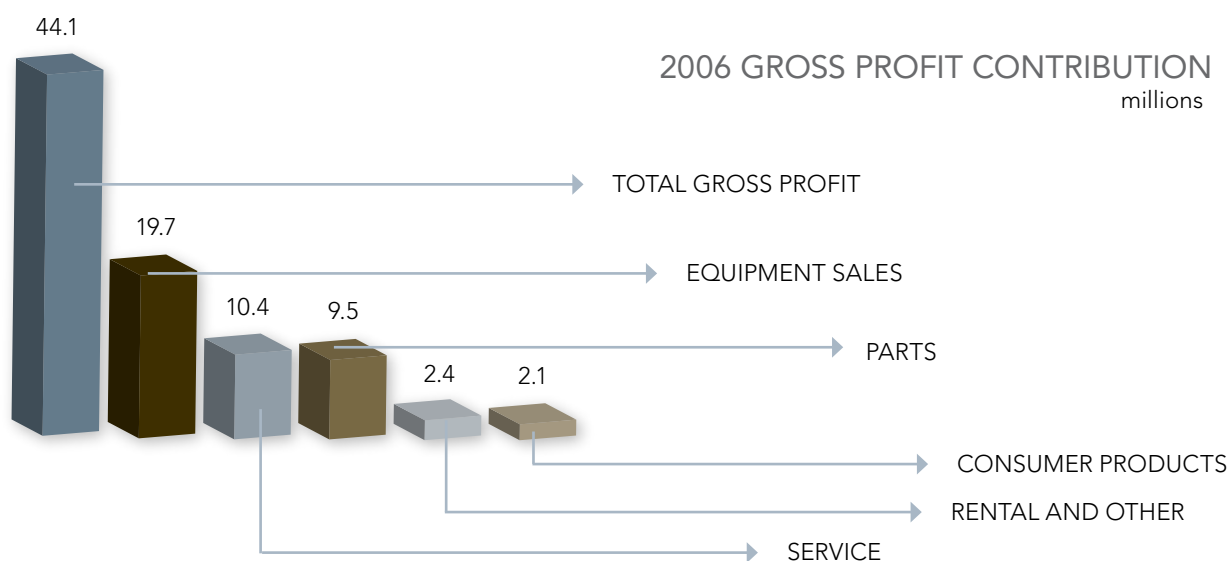 44.1
2006 GROSS PROFIT CONTRIBUTION
millions
TOTAL GROSS PROFIT
19.7
EQUIPMENT SALES
10.4
9.5
PARTS
2.4
2.1
CONSUMER PRODUCTS
RENTAL AND OTHER
SERVICE